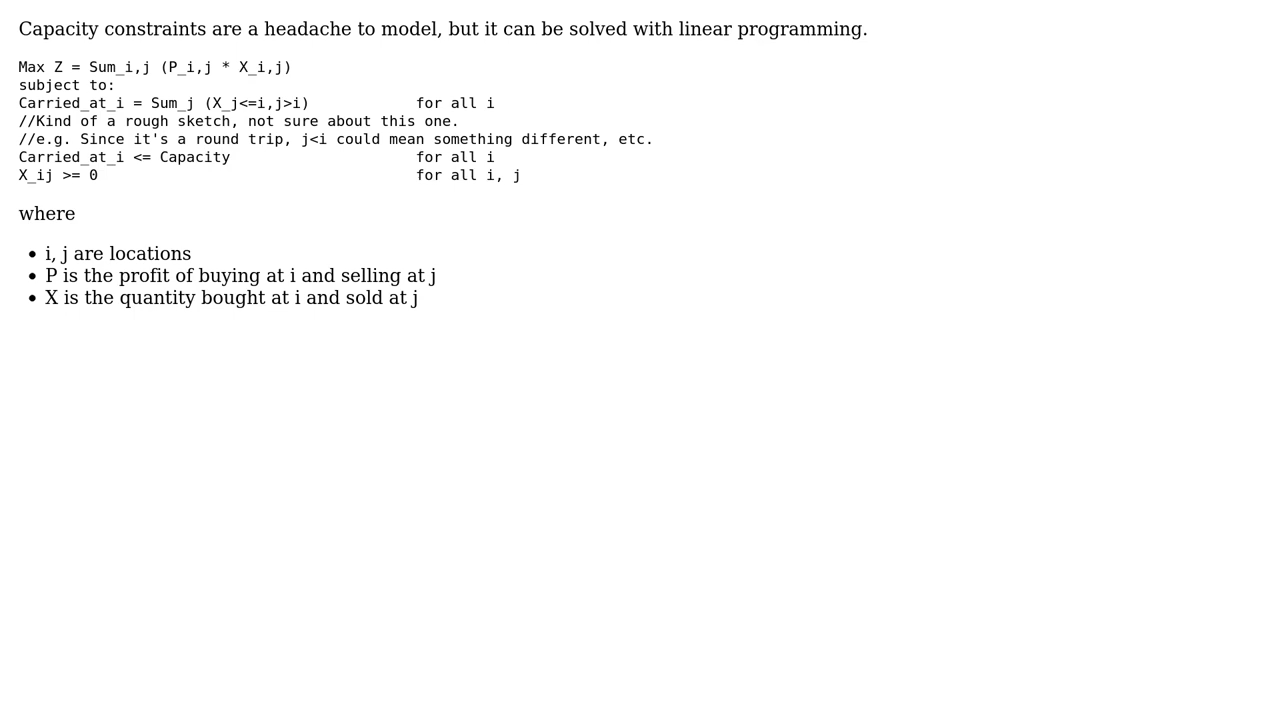 Capacity constraints are a headache to model, but it can be solved with linear programming.
Max Z = Sum_i,j (P_i,j * X_i,j)
subject to:
Carried_at_i = Sum_j (X_j<=i,j>i)            for all i
//Kind of a rough sketch, not sure about this one.
//e.g. Since it's a round trip, j<i could mean something different, etc.
Carried_at_i <= Capacity                     for all i
X_ij >= 0                                    for all i, j
where
• i, j are locations
• P is the profit of buying at i and selling at j
• X is the quantity bought at i and sold at j